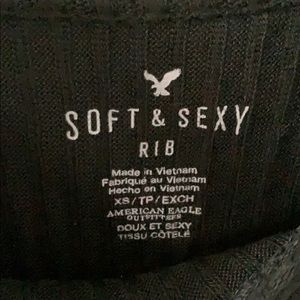 SOFT & SEXY
RIB
Made in Vietnam
Fabriqué au Vietnam
Hecho en Vietnam
XS/TP/EXCH
AMERICAN EAGLE
OUTFITTERS
DOUX ET SEXY
TISSU CÔTELÉ